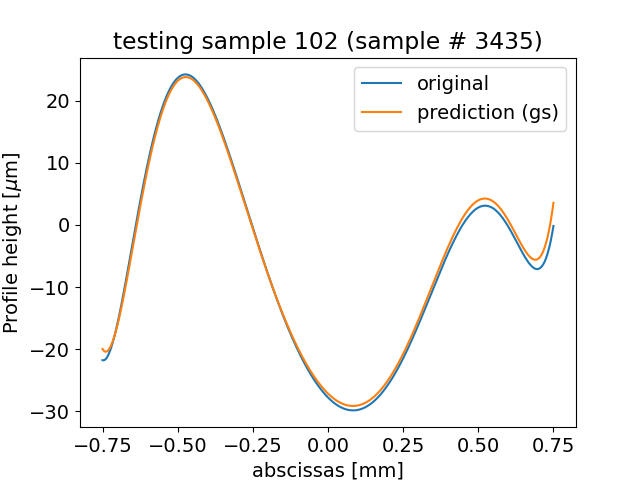 testing sample 102 (sample # 3435)
original
prediction (gs)
Profile height [μm]
20
10
0
−10
−20
−30
−0.75 −0.50 −0.25 0.00 0.25 0.50 0.75
abscissas [mm]